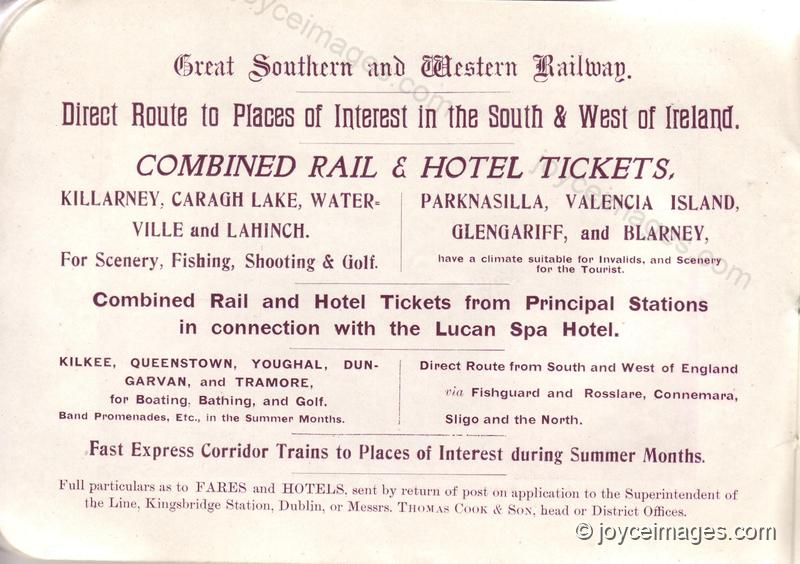 Great Southern and Western Railway.
Direct Route to Places of Interest in the South & West of Ireland.
COMBINED RAIL & HOTEL TICKETS,
KILLARNEY, CARAGH LAKE, WATER=
VILLE and LAHINCH.
For Scenery, Fishing, Shooting & Golf.
PARKNASILLA, VALENCIA ISLAND,
GLENGARIFF, and BLARNEY,
have a climate suitable for Invalids, and Scenery
for the Tourist.
Combined Rail and Hotel Tickets from Principal Stations
in connection with the Lucan Spa Hotel.
KILKEE, QUEENSTOWN, YOUGHAL, DUN-
GARVAN, and TRAMORE,
for Boating, Bathing, and Golf.
Band Promenades, Etc., in the Summer Months.
Direct Route from South and West of England
via Fishguard and Rosslare, Connemara,
Sligo and the North.
Fast Express Corridor Trains to Places of Interest during Summer Months.
Full particulars as to FARES and HOTELS, sent by return of post on application to the Superintendent of
the Line, Kingsbridge Station, Dublin, or Messrs. THOMAS COOK & SON, head or District Offices.
joyceimages.com
joyceimages.com
© joyceimages.com